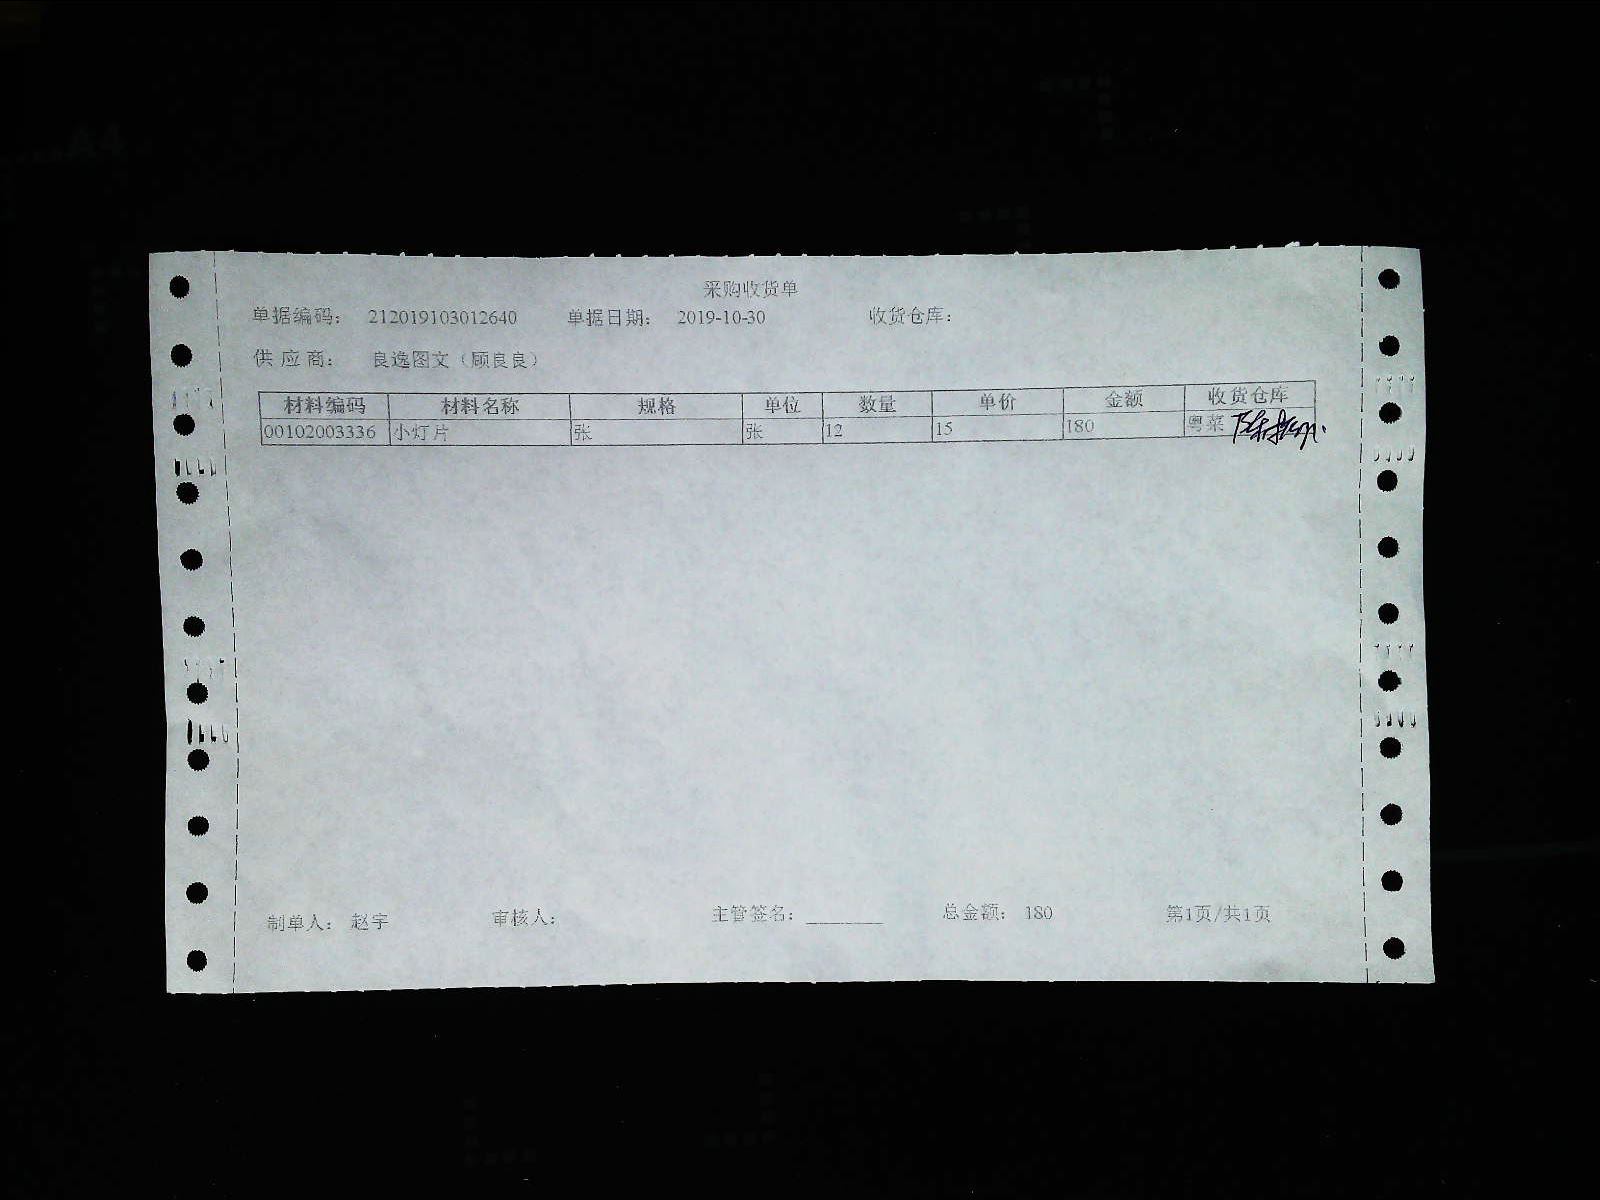 采购收货单
单据编码： 212019103012640 单据日期： 2019-10-30 收货仓库：
供 应 商： 良逸图文（顾良良）
材料编码 材料名称 规格 单位 数量 单价 金额 收货仓库
00102003336 小灯片 张 张 12 15 180 粤菜
制单人： 赵宇 审核人： 主管签名： 总金额： 180 第1页/共1页